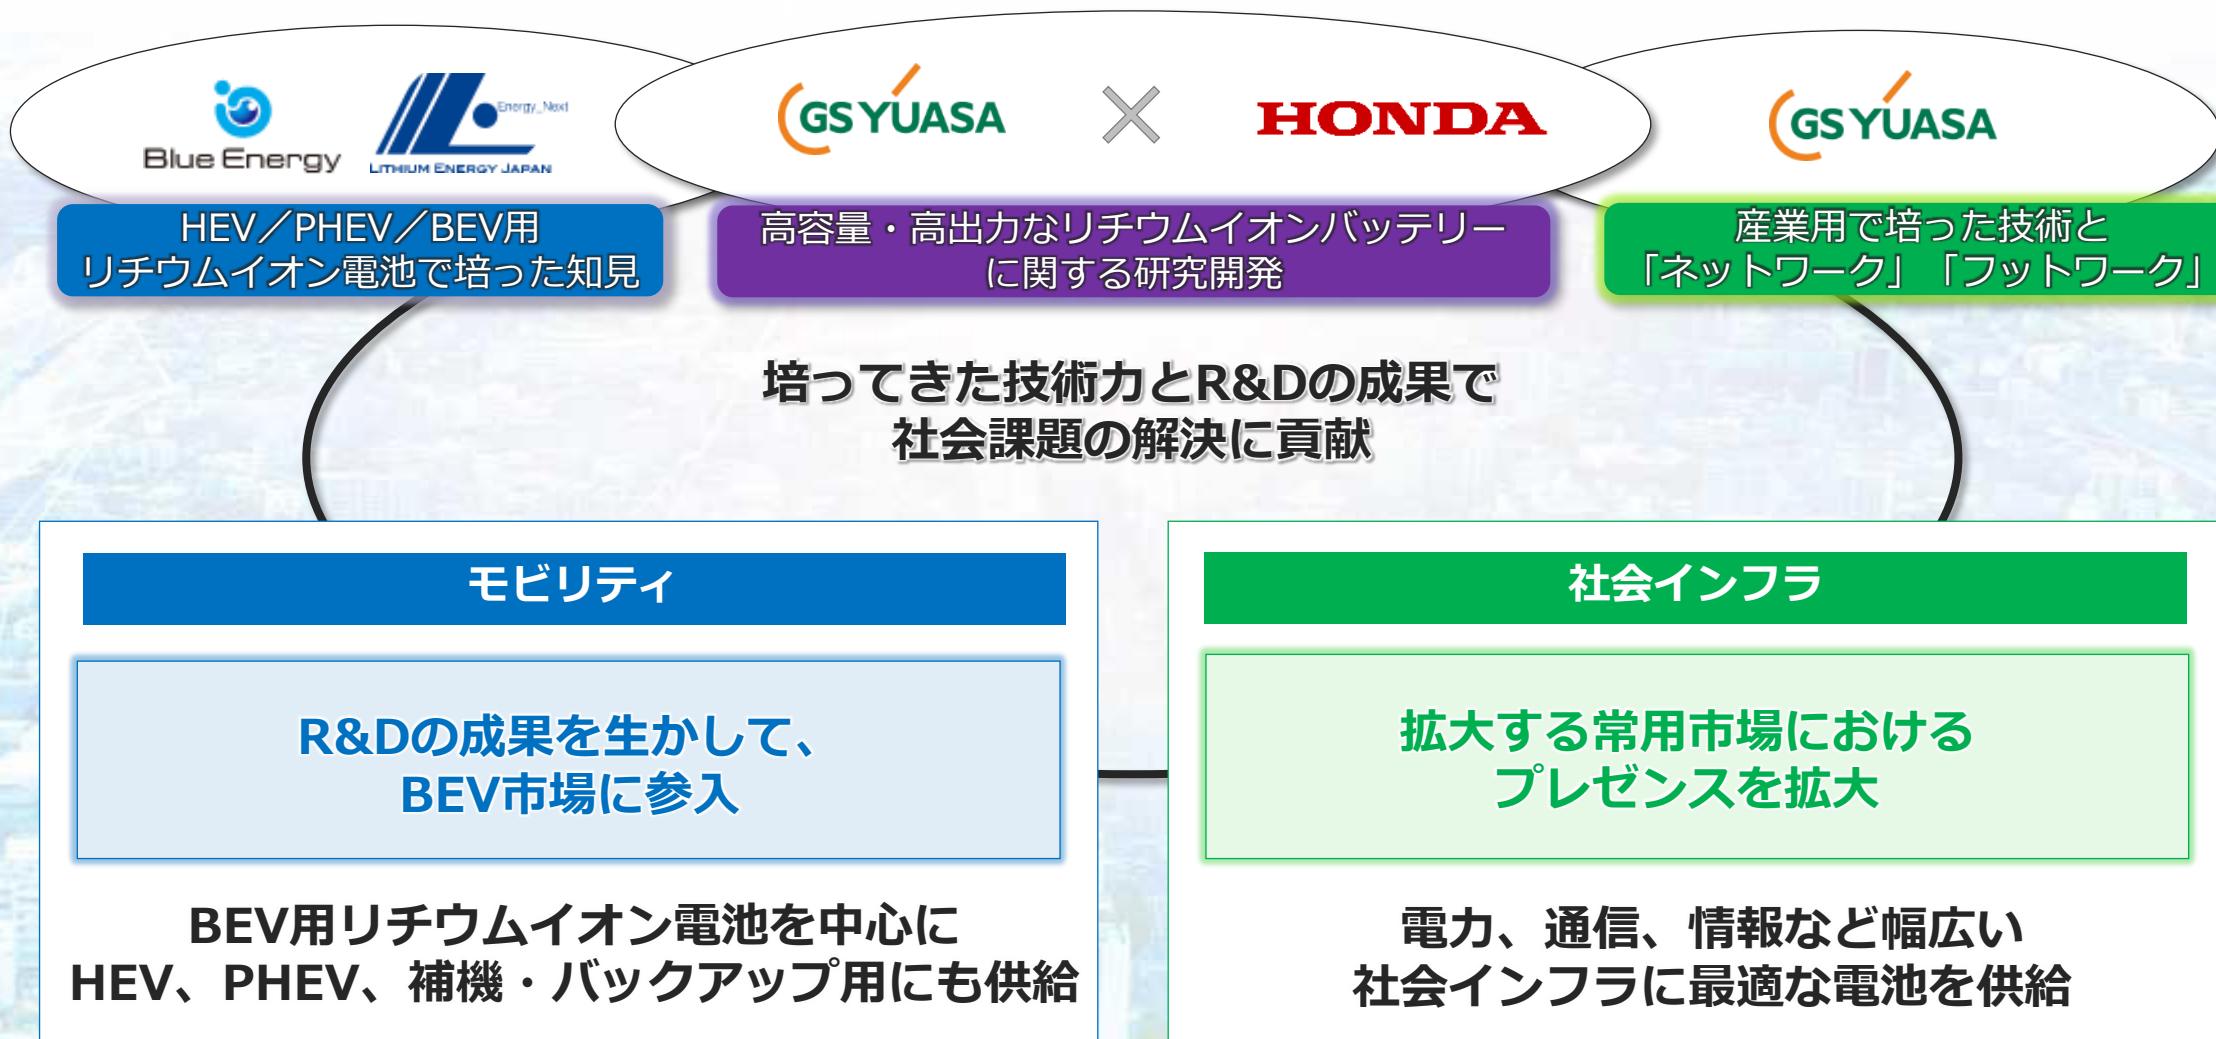 Blue Energy
Energy_Next
LITHIUM ENERGY JAPAN
GS YUASA
HONDA
GS YUASA
HEV／PHEV／BEV用
リチウムイオン電池で培った知見
高容量・高出力なリチウムイオンバッテリー
に関する研究開発
産業用で培った技術と
「ネットワーク」「フットワーク」
培ってきた技術力とR&Dの成果で
社会課題の解決に貢献
モビリティ
R&Dの成果を生かして、
BEV市場に参入
BEV用リチウムイオン電池を中心に
HEV、PHEV、補機・バックアップ用にも供給
社会インフラ
拡大する常用市場における
プレゼンスを拡大
電力、通信、情報など幅広い
社会インフラに最適な電池を供給